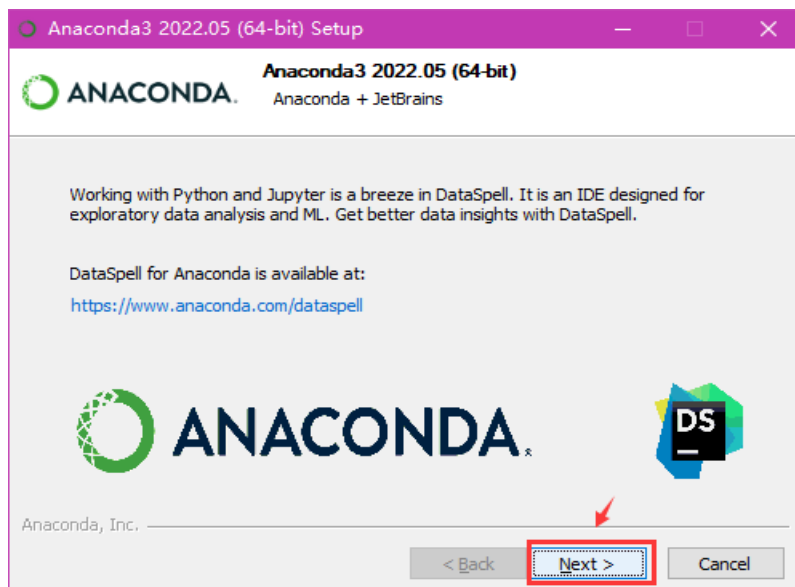 Anaconda3 2022.05 (64-bit) Setup
ANACONDA.
Anaconda3 2022.05 (64-bit)
Anaconda + JetBrains
Working with Python and Jupyter is a breeze in DataSpell. It is an IDE designed for
exploratory data analysis and ML. Get better data insights with DataSpell.
DataSpell for Anaconda is available at:
https://www.anaconda.com/dataspell
ANACONDA.
DS
Anaconda, Inc.
< Back
Next >
Cancel